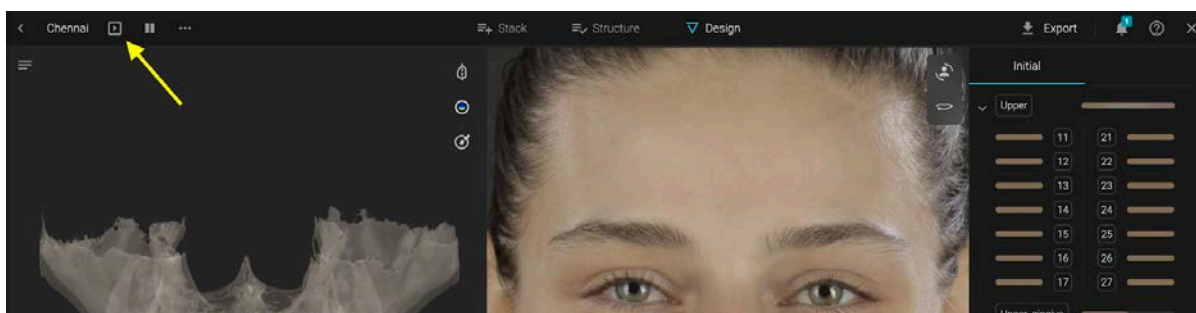 Chennai
Stack
Structure
Design
Export
1
Initial
Upper
11 21
12 22
13 23
14 24
15 25
16 26
17 27